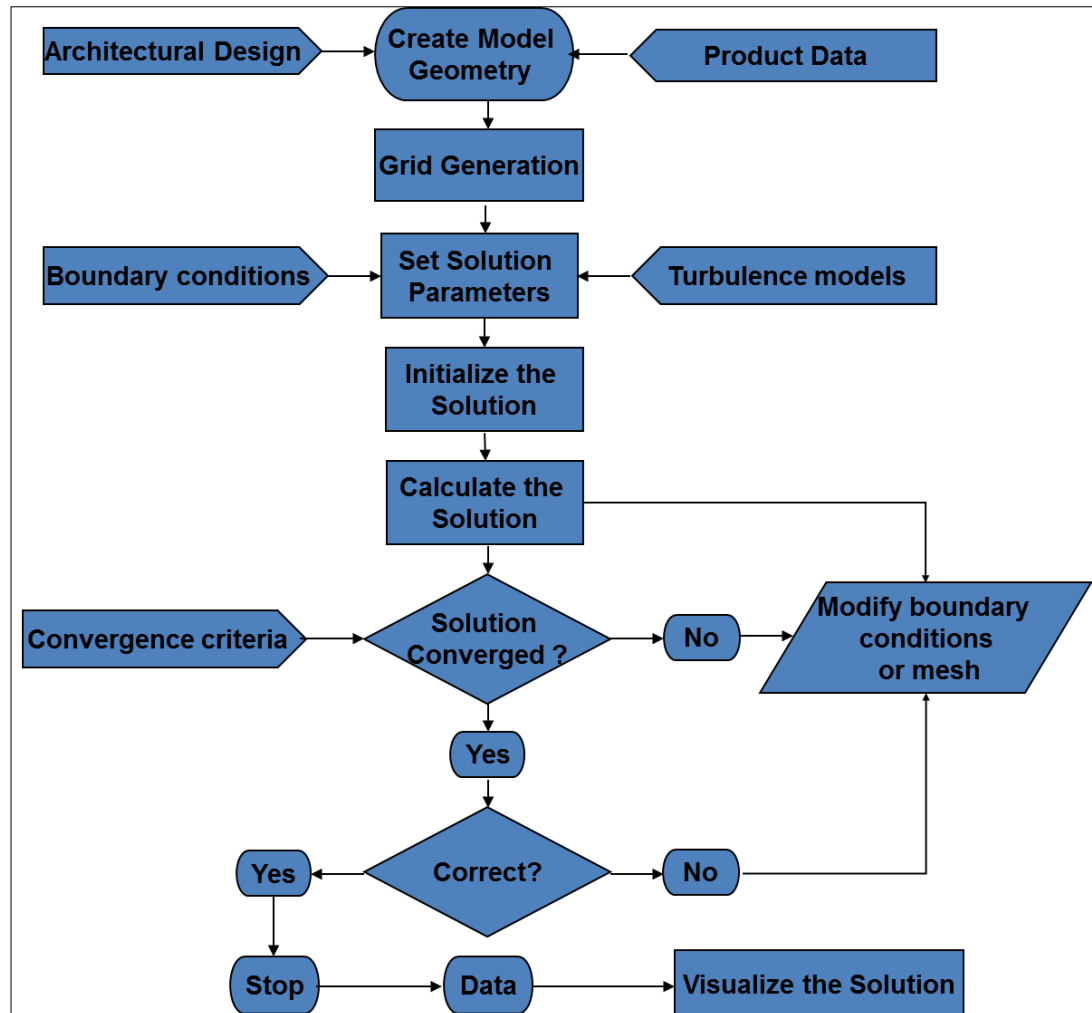 Architectural Design
Create Model
Geometry
Product Data
Grid Generation
Boundary conditions
Set Solution
Parameters
Turbulence models
Initialize the
Solution
Calculate the
Solution
Convergence criteria
Solution
Converged ?
No
Modify boundary
conditions
or mesh
Yes
Yes
Correct?
No
Stop
Data
Visualize the Solution